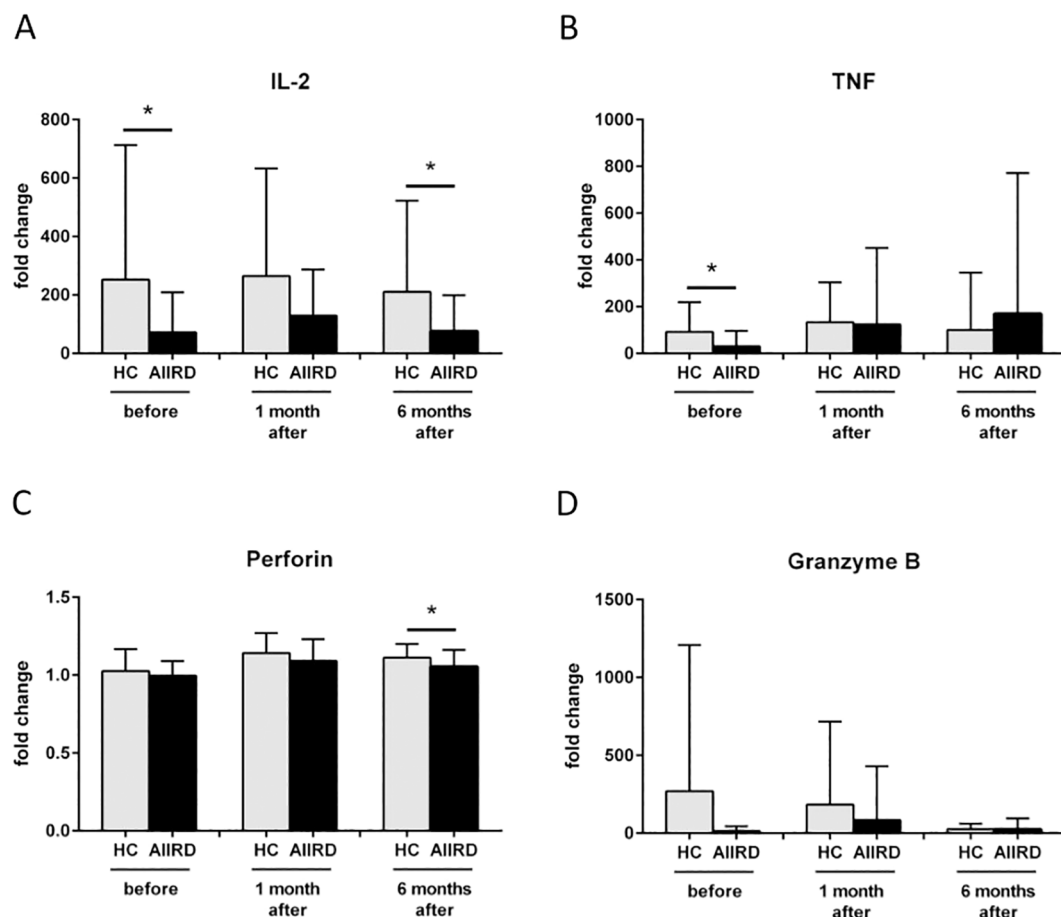 A
IL-2
fold change
800
600
400
200
0
*
*
HC AIIRD HC AIIRD HC AIIRD
before 1 month after 6 months after
B
TNF
fold change
1000
800
600
400
200
0
*
HC AIIRD HC AIIRD HC AIIRD
before 1 month after 6 months after
C
Perforin
fold change
1.5
1.0
0.5
0.0
*
HC AIIRD HC AIIRD HC AIIRD
before 1 month after 6 months after
D
Granzyme B
fold change
1500
1000
500
0
HC AIIRD HC AIIRD HC AIIRD
before 1 month after 6 months after